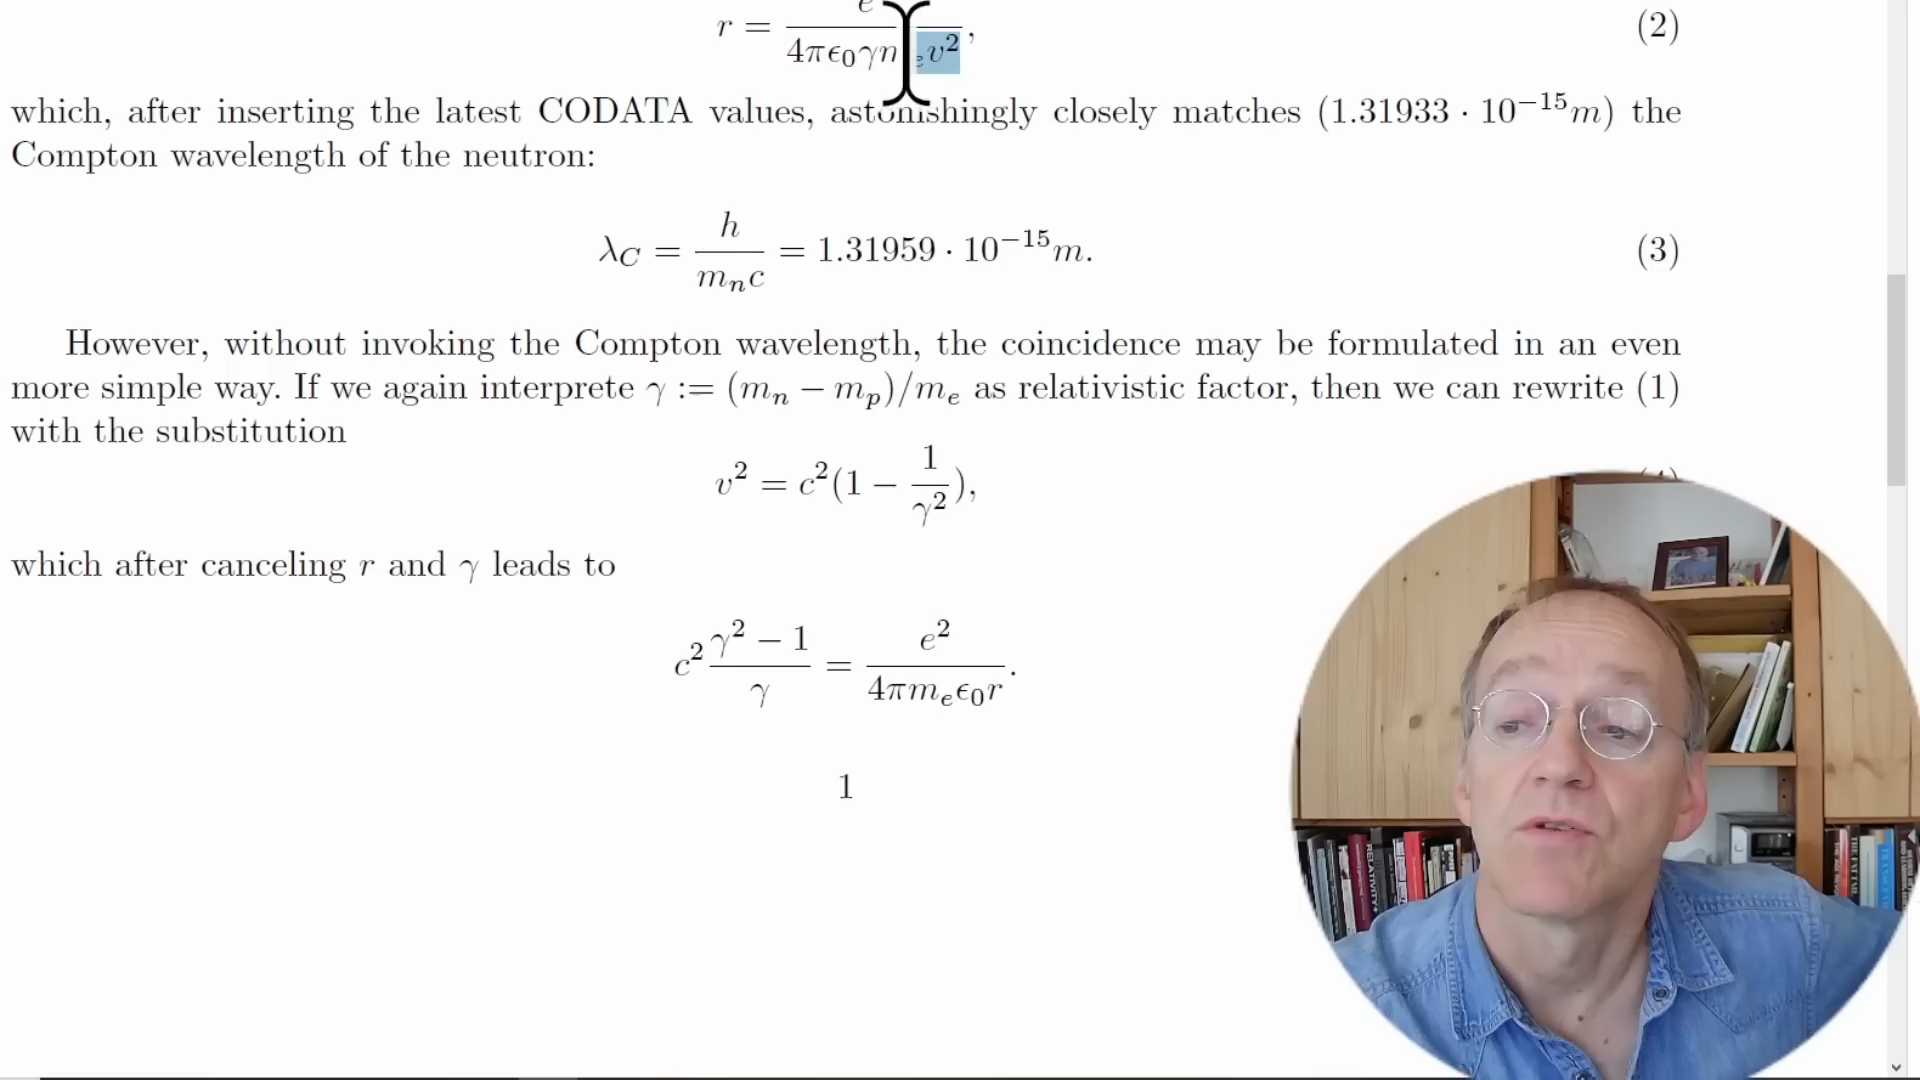 r = e / 4πϵ₀γm_e v², (2)
which, after inserting the latest CODATA values, astonishingly closely matches (1.31933 · 10⁻¹⁵m) the
Compton wavelength of the neutron:
λ_C = h / m_n c = 1.31959 · 10⁻¹⁵m. (3)
However, without invoking the Compton wavelength, the coincidence may be formulated in an even
more simple way. If we again interprete γ := (m_n − m_p)/m_e as relativistic factor, then we can rewrite (1)
with the substitution
v² = c²(1 − 1/γ²),
which after canceling r and γ leads to
c² (γ² − 1)/γ = e² / 4πm_eϵ₀r.
1
RELATIVITY